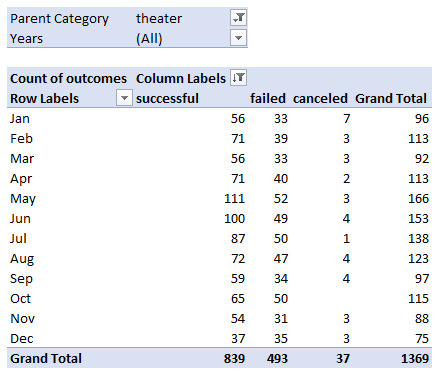 Parent Category theater
Years (All)
Count of outcomes Column Labels
Row Labels successful failed canceled Grand Total
Jan 56 33 7 96
Feb 71 39 3 113
Mar 56 33 3 92
Apr 71 40 2 113
May 111 52 3 166
Jun 100 49 4 153
Jul 87 50 1 138
Aug 72 47 4 123
Sep 59 34 4 97
Oct 65 50 115
Nov 54 31 3 88
Dec 37 35 3 75
Grand Total 839 493 37 1369